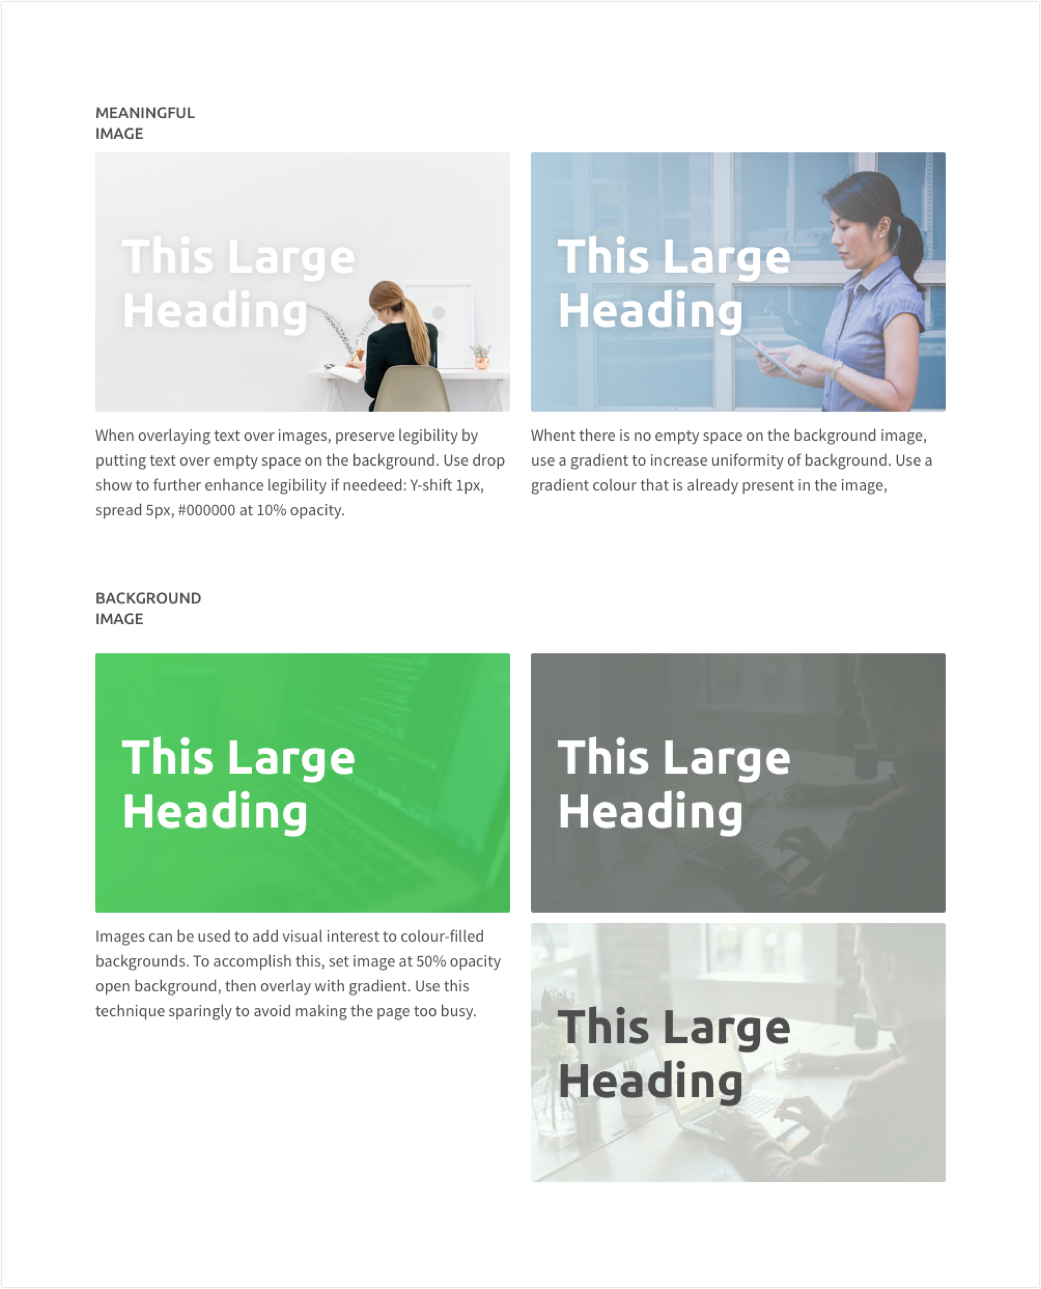 MEANINGFUL
IMAGE
This Large
Heading
When overlaying text over images, preserve legibility by
putting text over empty space on the background. Use drop
show to further enhance legibility if needeed: Y-shift 1px,
spread 5px, #000000 at 10% opacity.
This Large
Heading
Whent there is no empty space on the background image,
use a gradient to increase uniformity of background. Use a
gradient colour that is already present in the image,
BACKGROUND
IMAGE
This Large
Heading
Images can be used to add visual interest to colour-filled
backgrounds. To accomplish this, set image at 50% opacity
open background, then overlay with gradient. Use this
technique sparingly to avoid making the page too busy.
This Large
Heading
This Large
Heading